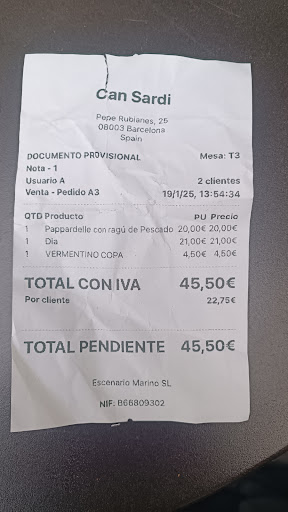 Can Sardi
Pepe Rubianes, 25
08003 Barcelona
Spain
DOCUMENTO PROVISIONAL Mesa: T3
Nota - 1
Usuario A 2 clientes
Venta - Pedido A3 19/1/25, 13:54:34
QTD Producto PU Precio
1 Pappardelle con ragú de Pescado 20,00€ 20,00€
1 Dia 21,00€ 21,00€
1 VERMENTINO COPA 4,50€ 4,50€
TOTAL CON IVA 45,50€
Por cliente 22,75€
TOTAL PENDIENTE 45,50€
Escenario Marino SL
NIF: B66809302